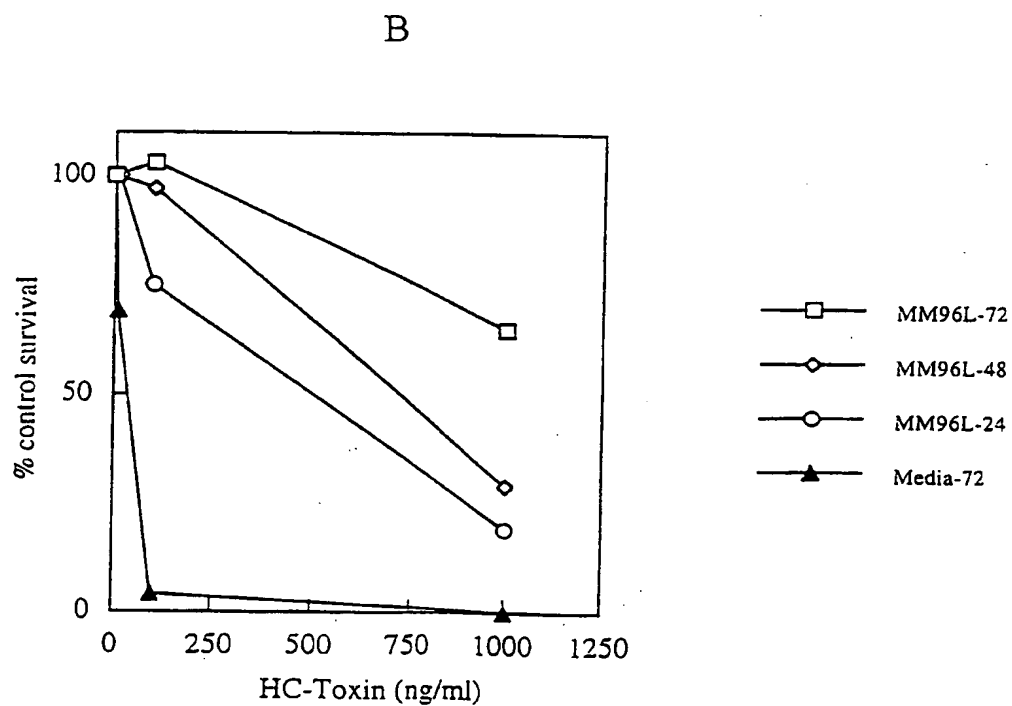 B
100
50
0
% control survival
0 250 500 750 1000 1250
HC-Toxin (ng/ml)
MM96L-72
MM96L-48
MM96L-24
Media-72